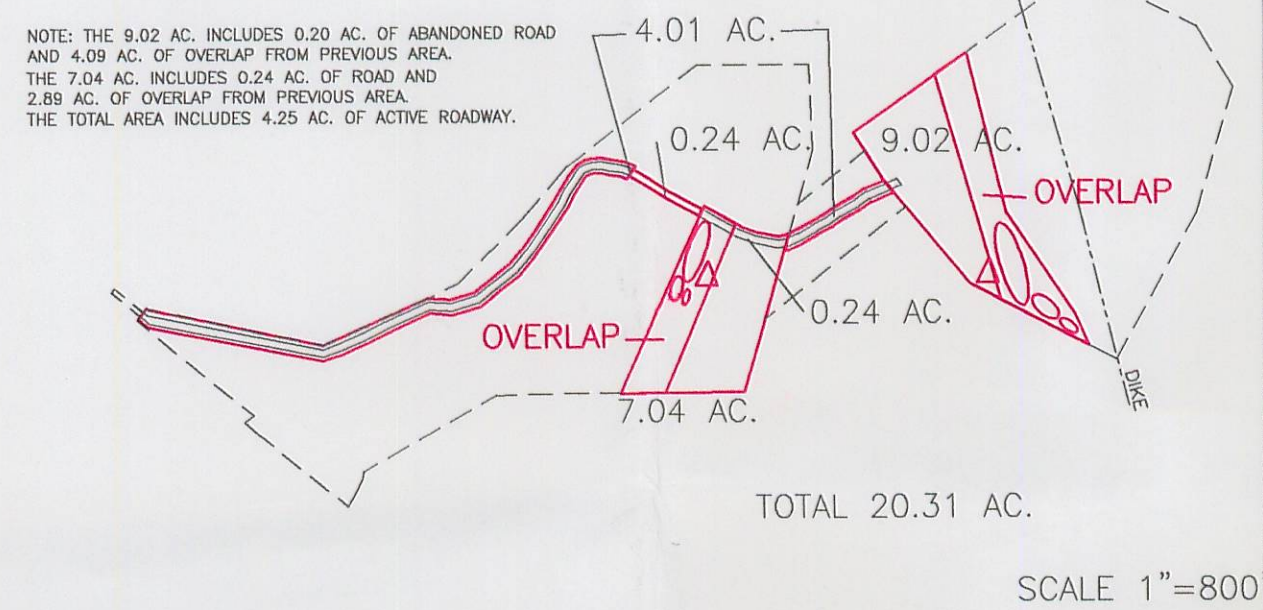 NOTE: THE 9.02 AC. INCLUDES 0.20 AC. OF ABANDONED ROAD
AND 4.09 AC. OF OVERLAP FROM PREVIOUS AREA.
THE 7.04 AC. INCLUDES 0.24 AC. OF ROAD AND
2.89 AC. OF OVERLAP FROM PREVIOUS AREA.
THE TOTAL AREA INCLUDES 4.25 AC. OF ACTIVE ROADWAY.
4.01 AC.
0.24 AC.
9.02 AC.
OVERLAP
0.24 AC.
OVERLAP
7.04 AC.
DIKE
TOTAL 20.31 AC.
SCALE 1"=800'